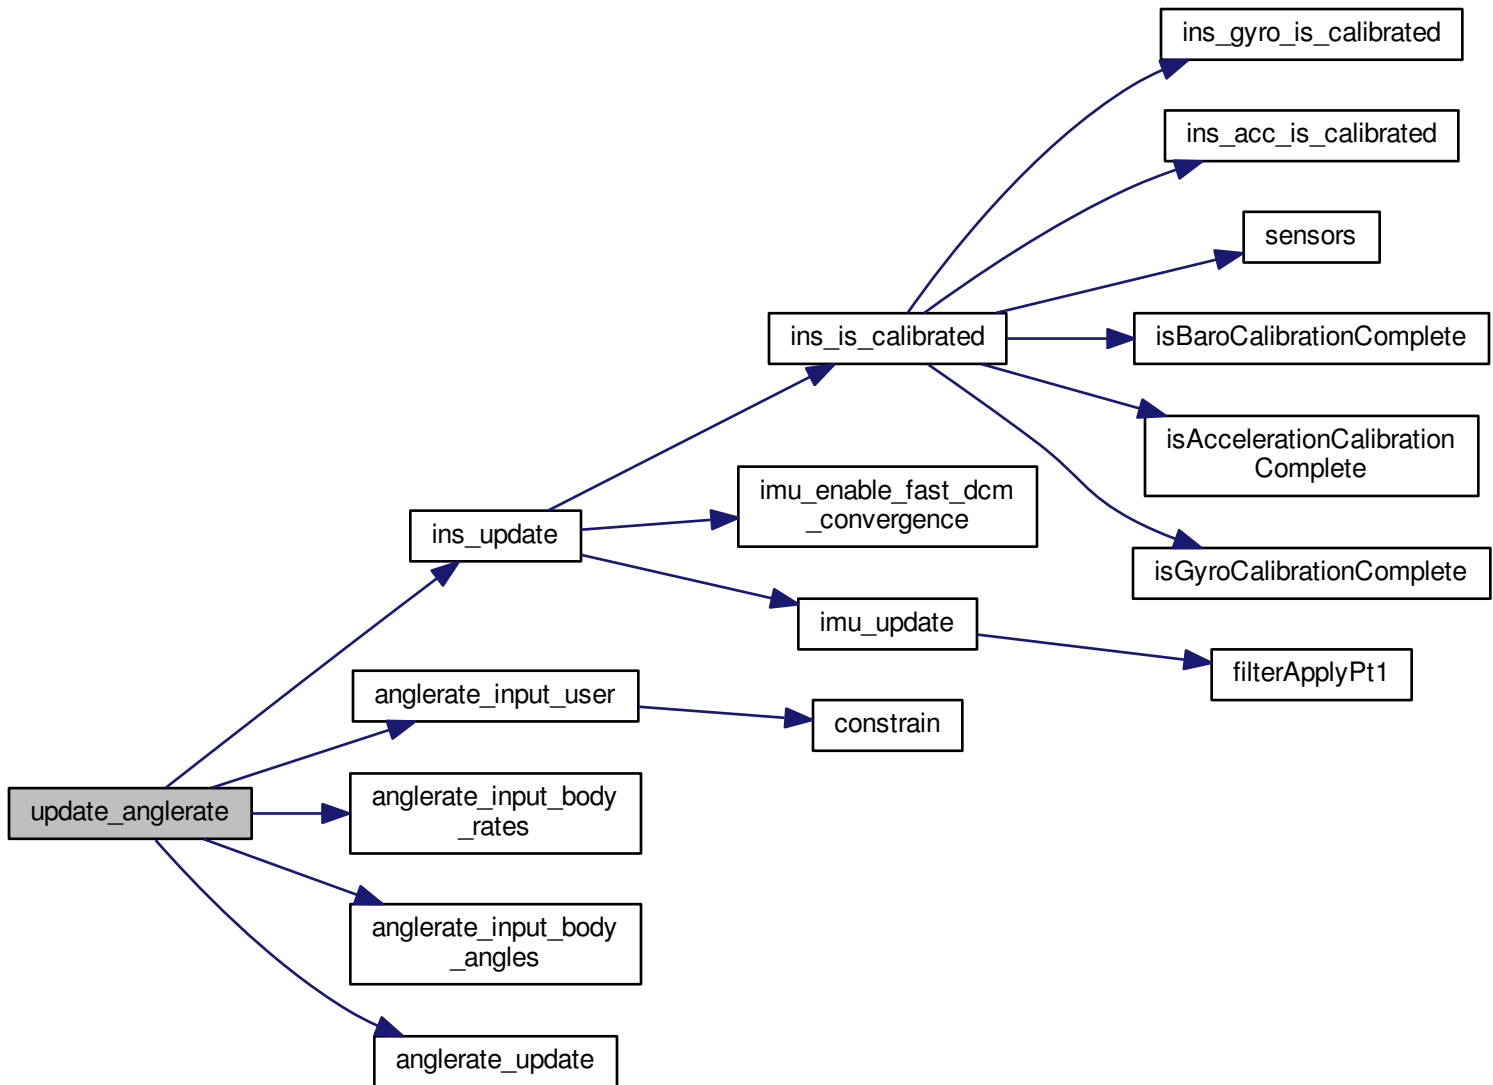 ins_gyro_is_calibrated
ins_acc_is_calibrated
sensors
ins_is_calibrated
isBaroCalibrationComplete
isAccelerationCalibration
Complete
imu_enable_fast_dcm
_convergence
ins_update
isGyroCalibrationComplete
imu_update
filterApplyPt1
anglerate_input_user
constrain
anglerate_input_body
_rates
update_anglerate
anglerate_input_body
_angles
anglerate_update